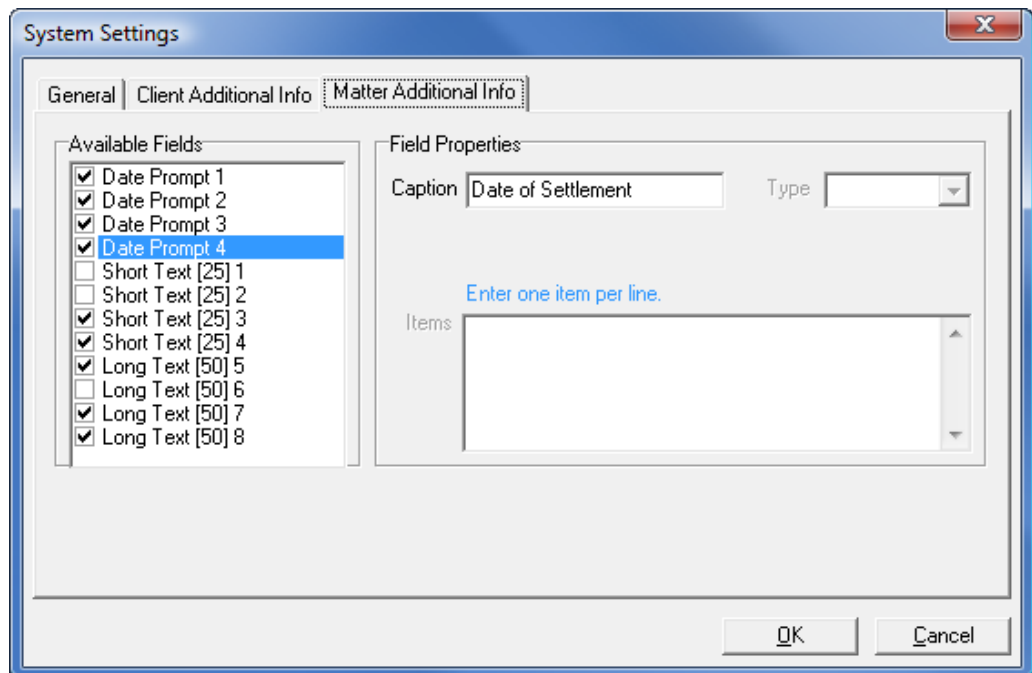 System Settings
General
Client Additional Info
Matter Additional Info
Available Fields
Date Prompt 1
Date Prompt 2
Date Prompt 3
Date Prompt 4
Short Text [25] 1
Short Text [25] 2
Short Text [25] 3
Short Text [25] 4
Long Text [50] 5
Long Text [50] 6
Long Text [50] 7
Long Text [50] 8
Field Properties
Caption Date of Settlement Type
Enter one item per line.
Items
OK
Cancel